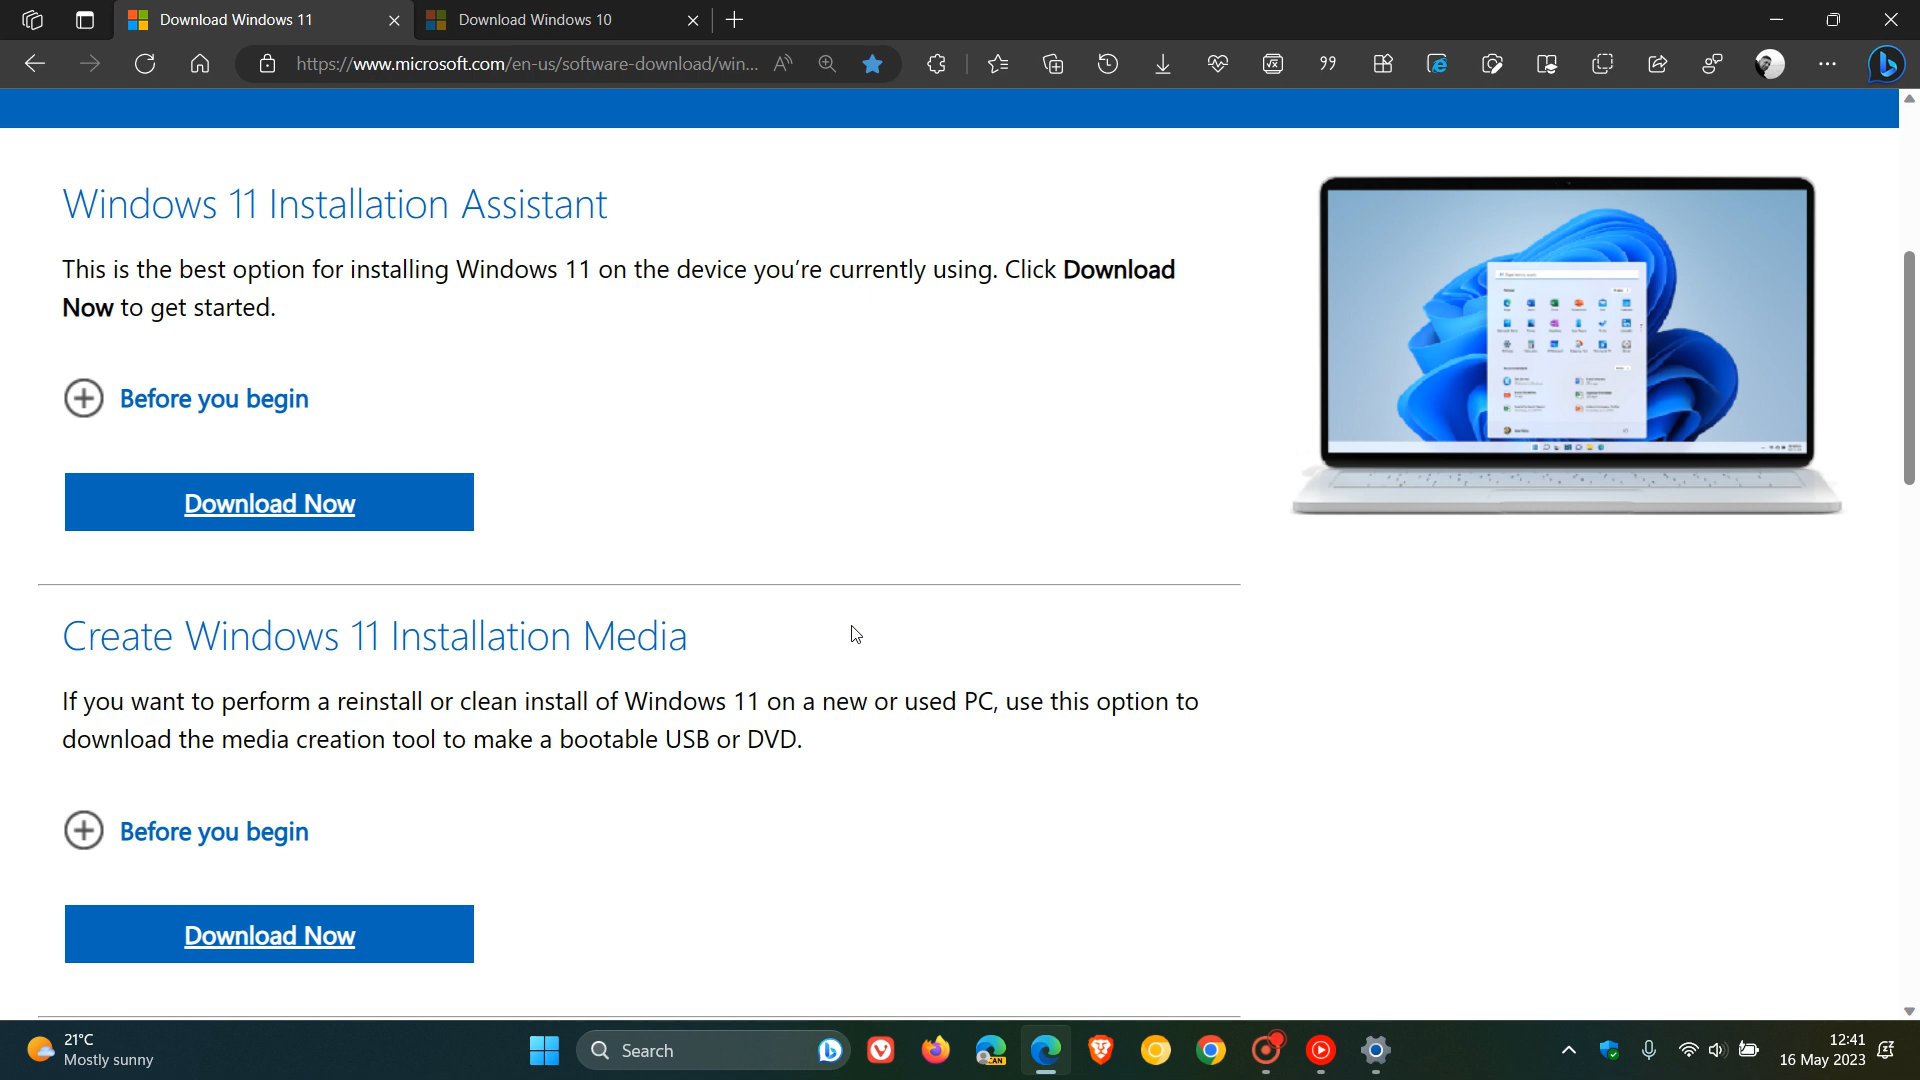 Download Windows 11
Download Windows 10
https://www.microsoft.com/en-us/software-download/win...
Windows 11 Installation Assistant
This is the best option for installing Windows 11 on the device you're currently using. Click Download
Now to get started.
Before you begin
Download Now
Create Windows 11 Installation Media
If you want to perform a reinstall or clean install of Windows 11 on a new or used PC, use this option to
download the media creation tool to make a bootable USB or DVD.
Before you begin
Download Now
21°C
Mostly sunny
Search
CAN
12:41
16 May 2023